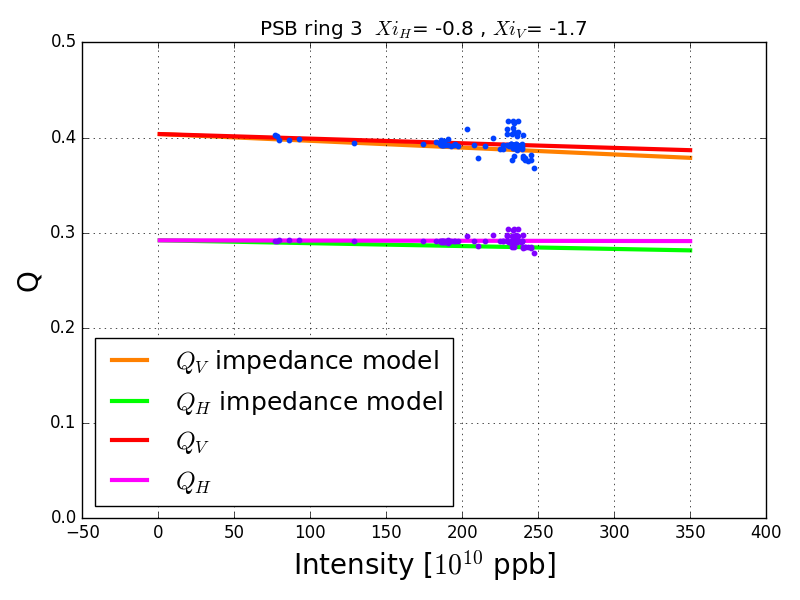 PSB ring 3 Xi_H= -0.8 , Xi_V= -1.7
0.5
0.4
0.3
0.2
0.1
0.0
Q
Q_V impedance model
Q_H impedance model
Q_V
Q_H
−50 0 50 100 150 200 250 300 350 400
Intensity [10^10 ppb]